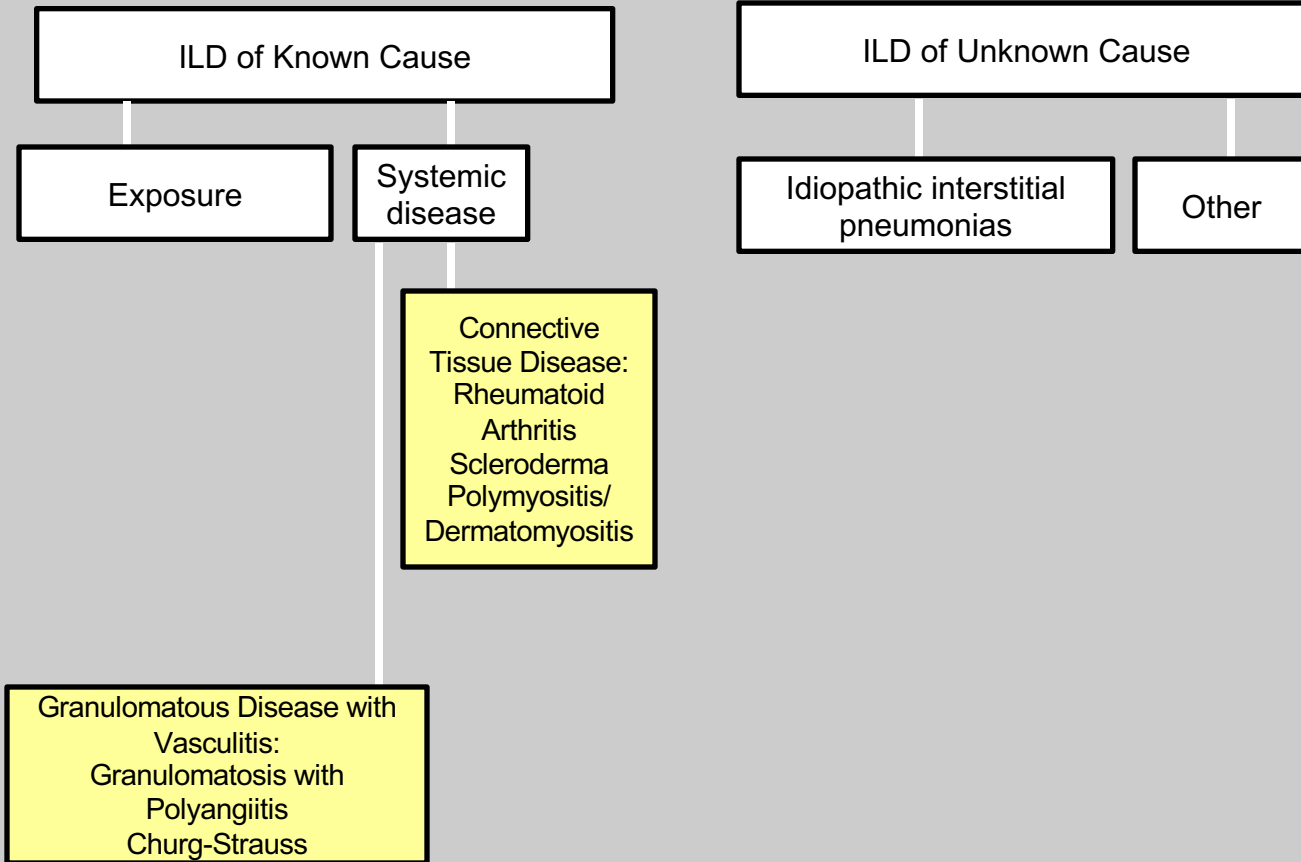 ILD of Known Cause
ILD of Unknown Cause
Exposure
Systemic
disease
Idiopathic interstitial
pneumonias
Other
Connective
Tissue Disease:
Rheumatoid
Arthritis
Scleroderma
Polymyositis/
Dermatomyositis
Granulomatous Disease with
Vasculitis:
Granulomatosis with
Polyangiitis
Churg-Strauss